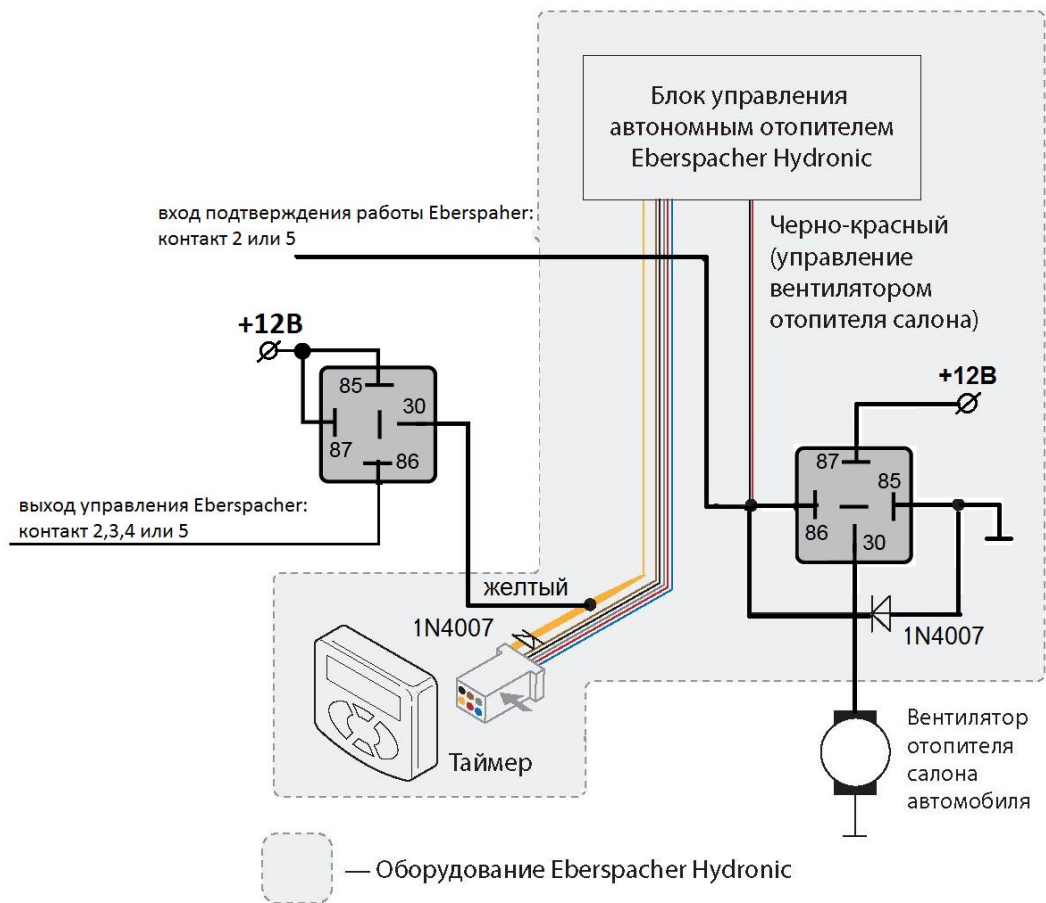 Блок управления
автономным отопителем
Eberspacher Hydronic
вход подтверждения работы Eberspaher:
контакт 2 или 5
Черно-красный
(управление
вентилятором
отопителя салона)
+12В
85
30
87
86
+12В
87
85
86
30
выход управления Eberspacher:
контакт 2,3,4 или 5
желтый
1N4007
1N4007
Таймер
Вентилятор
отопителя
салона
автомобиля
— Оборудование Eberspacher Hydronic